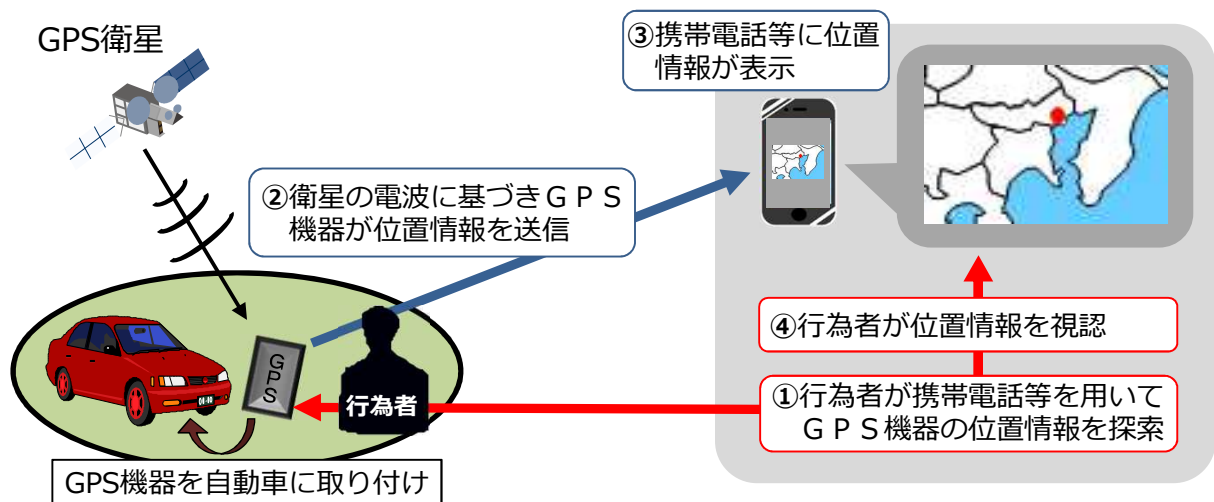 GPS衛星
③携帯電話等に位置
情報が表示
②衛星の電波に基づきＧＰＳ
機器が位置情報を送信
GPS
行為者
④行為者が位置情報を視認
①行為者が携帯電話等を用いて
ＧＰＳ機器の位置情報を探索
GPS機器を自動車に取り付け